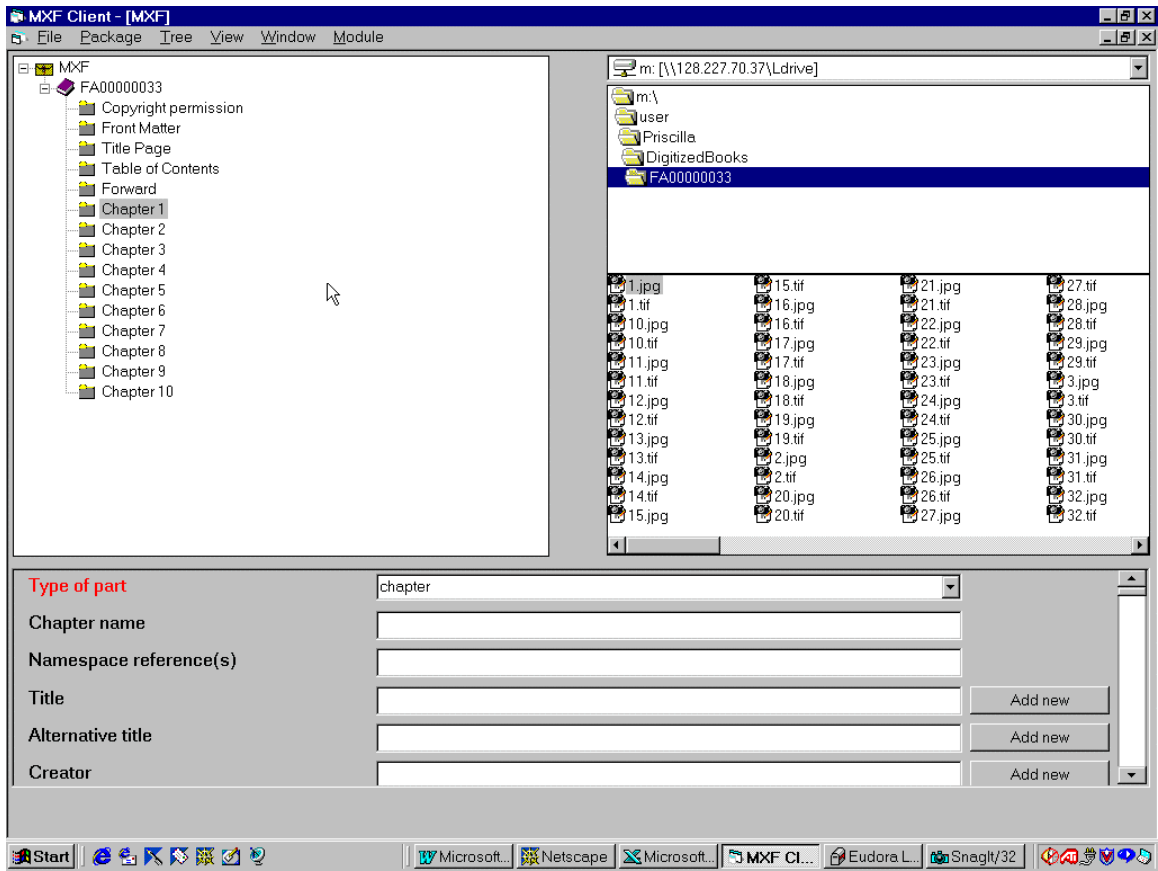 MXF Client - [MXF]
File Package Tree View Window Module
MXF
FA00000033
Copyright permission
Front Matter
Title Page
Table of Contents
Forward
Chapter 1
Chapter 2
Chapter 3
Chapter 4
Chapter 5
Chapter 6
Chapter 7
Chapter 8
Chapter 9
Chapter 10
m: [\\128.227.70.37\Ldrive]
m:\
user
Priscilla
DigitizedBooks
FA00000033
1.jpg 15.tif 21.jpg 27.tif
1.tif 16.jpg 21.tif 28.jpg
10.jpg 16.tif 22.jpg 28.tif
10.tif 17.jpg 22.tif 29.jpg
11.jpg 17.tif 23.jpg 29.tif
11.tif 18.jpg 23.tif 3.jpg
12.jpg 18.tif 24.jpg 3.tif
12.tif 19.jpg 24.tif 30.jpg
13.jpg 19.tif 25.jpg 30.tif
13.tif 2.jpg 25.tif 31.jpg
14.jpg 2.tif 26.jpg 31.tif
14.tif 20.jpg 26.tif 32.jpg
15.jpg 20.tif 27.jpg 32.tif
Type of part chapter
Chapter name
Namespace reference(s)
Title Add new
Alternative title Add new
Creator Add new
Start Microsoft... Netscape Microsoft... MXF Cl... Eudora L... SnagIt/32